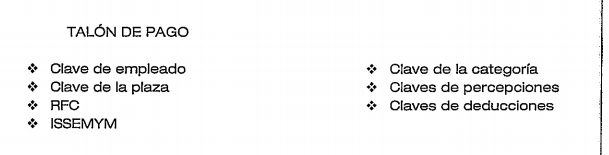 TALÓN DE PAGO
❖ Clave de empleado
❖ Clave de la plaza
❖ RFC
❖ ISSEMYM
❖ Clave de la categoría
❖ Claves de percepciones
❖ Claves de deducciones